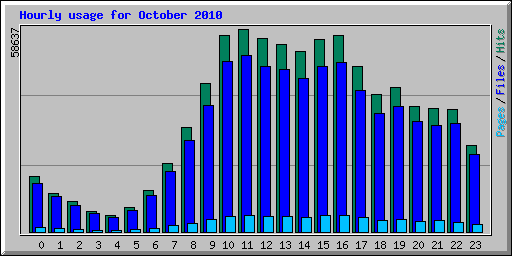 Hourly usage for October 2010
58637
Pages / Files / Hits
0 1 2 3 4 5 6 7 8 9 10 11 12 13 14 15 16 17 18 19 20 21 22 23